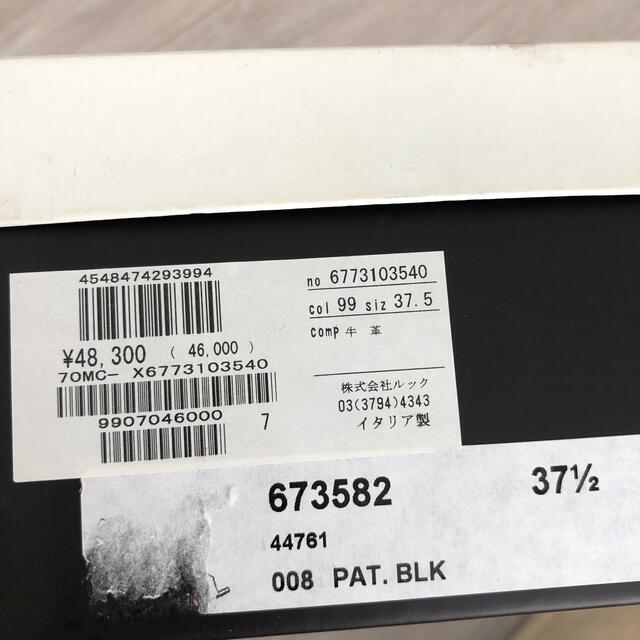 4548474293994
¥48,300 ( 46,000 )
70MC- X6773103540
9907046000 7
no 6773103540
col 99 siz 37.5
comp 牛 革
株式会社ルック
03(3794)4343
イタリア製
673582 37½
44761
008 PAT. BLK